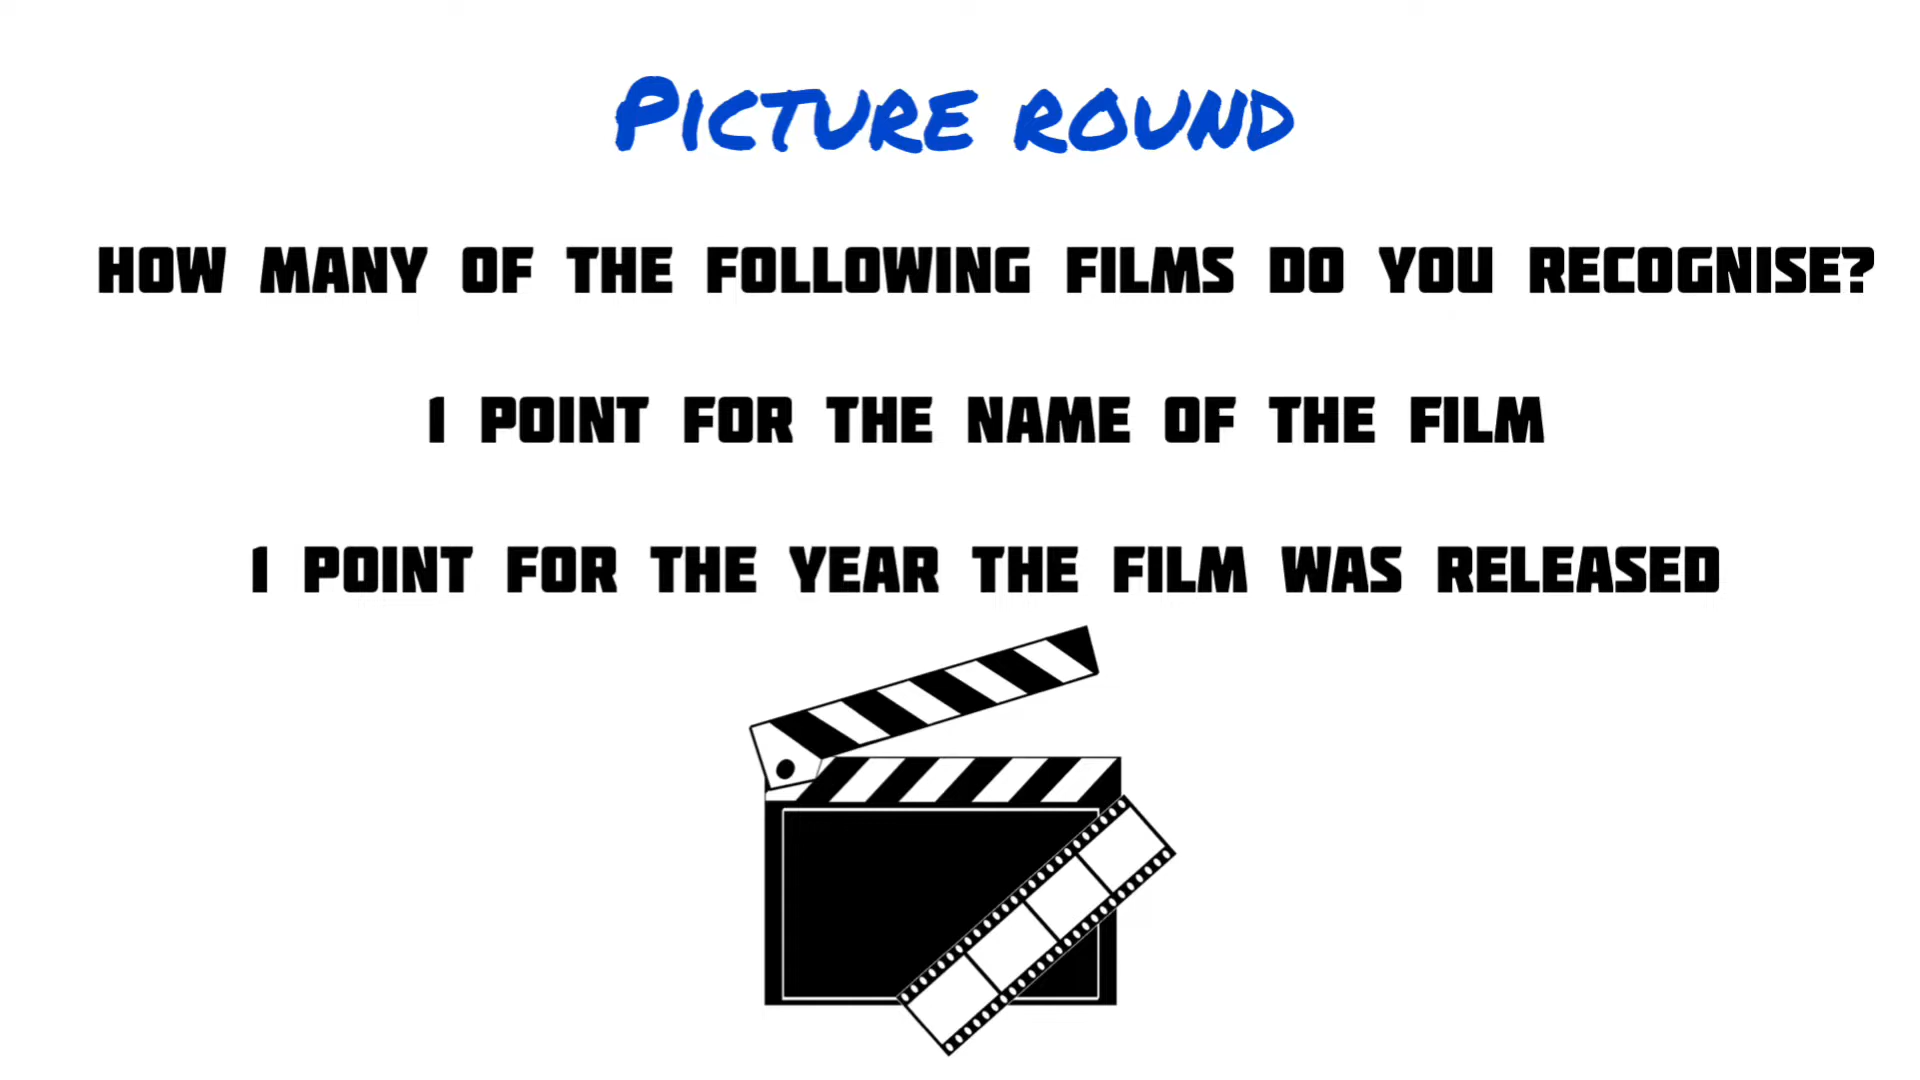 Picture round
HOW MANY OF THE FOLLOWING FILMS DO YOU RECOGNISE?
1 POINT FOR THE NAME OF THE FILM
1 POINT FOR THE YEAR THE FILM WAS RELEASED